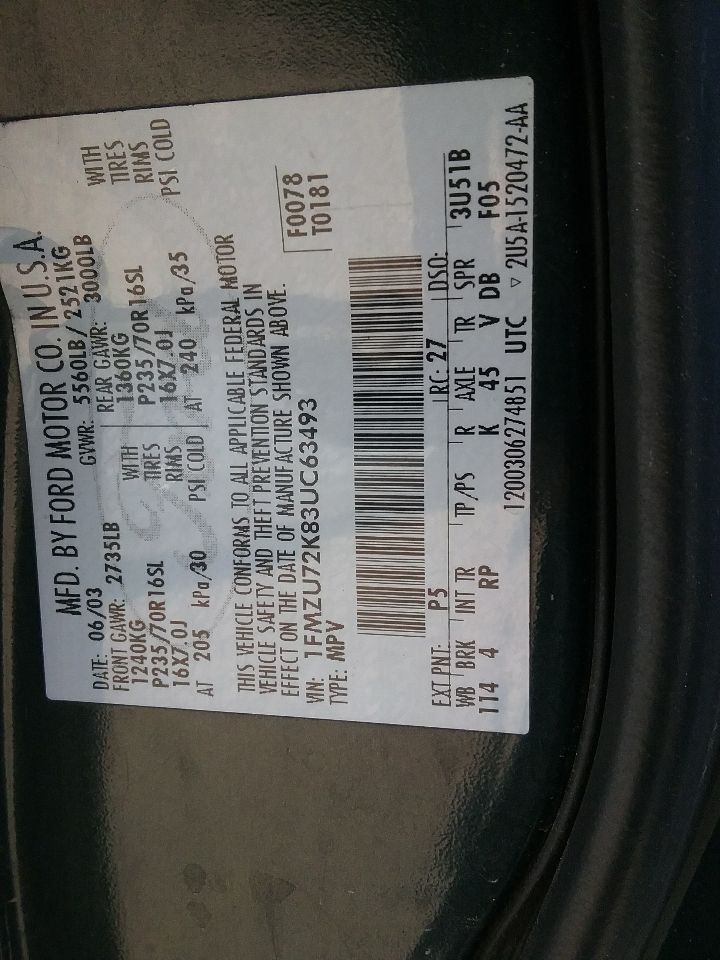 MFD. BY FORD MOTOR CO. IN U.S.A.
DATE: 06/03 GVWR: 5560LB/ 2521KG
FRONT GAWR: 2735LB REAR GAWR: 3000LB
1240KG WITH 1360KG WITH
P235/70R16SL TIRES P235/70R16SL TIRES
16X7.0J RIMS 16X7.0J RIMS
AT 205 kPa/30 PSI COLD AT 240 kPa/35 PSI COLD
THIS VEHICLE CONFORMS TO ALL APPLICABLE FEDERAL MOTOR
VEHICLE SAFETY AND THEFT PREVENTION STANDARDS IN
EFFECT ON THE DATE OF MANUFACTURE SHOWN ABOVE.
VIN: 1FMZU72K83UC63493 F0078
TYPE: MPV T0181
EXT PNT: P5 RC: 27 DSO:
WB BRK INT TR TP/PS R AXLE TR SPR 3U51B
114 4 RP K 45 V DB F05
1200306274851 UTC ▽ 2U5A-1520472-AA